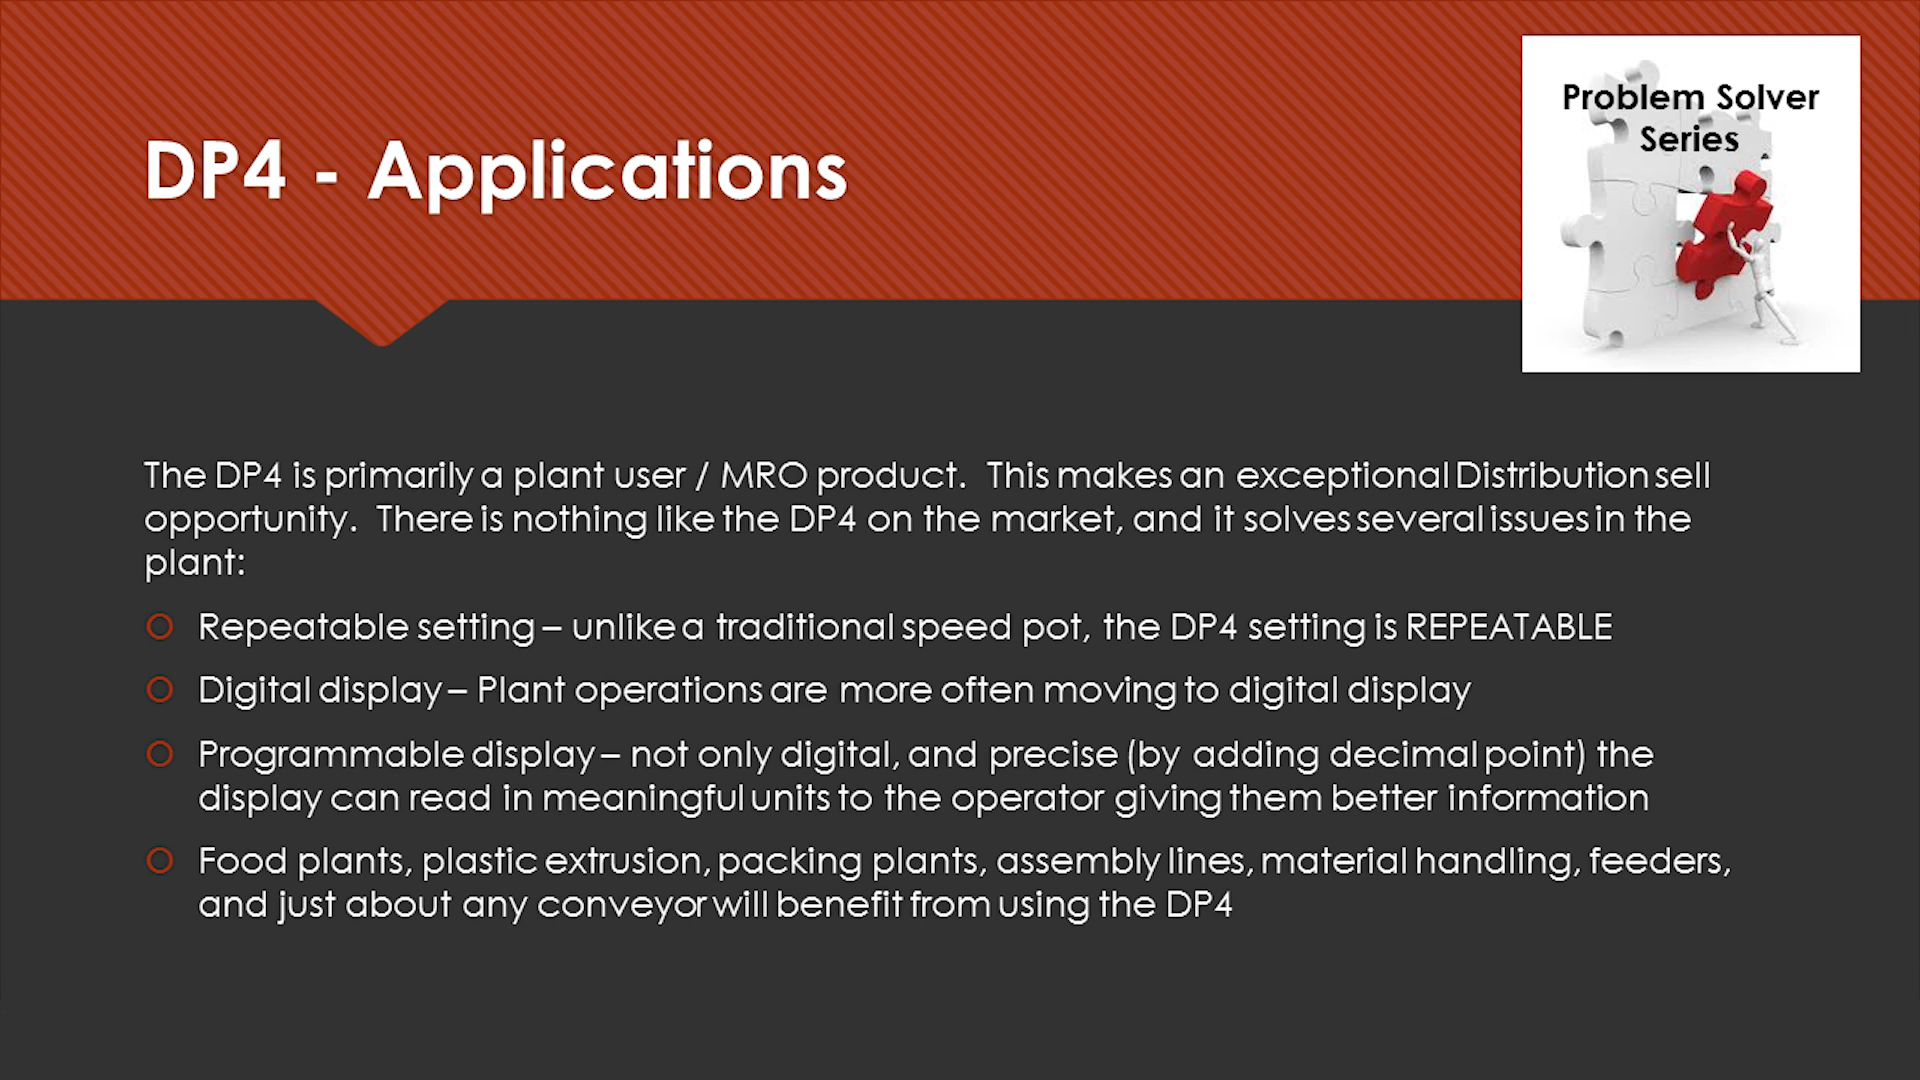 DP4 - Applications
Problem Solver
Series
The DP4 is primarily a plant user / MRO product.  This makes an exceptional Distribution sell
opportunity.  There is nothing like the DP4 on the market, and it solves several issues in the
plant:
Repeatable setting – unlike a traditional speed pot, the DP4 setting is REPEATABLE
Digital display – Plant operations are more often moving to digital display
Programmable display – not only digital, and precise (by adding decimal point) the
display can read in meaningful units to the operator giving them better information
Food plants, plastic extrusion, packing plants, assembly lines, material handling, feeders,
and just about any conveyor will benefit from using the DP4